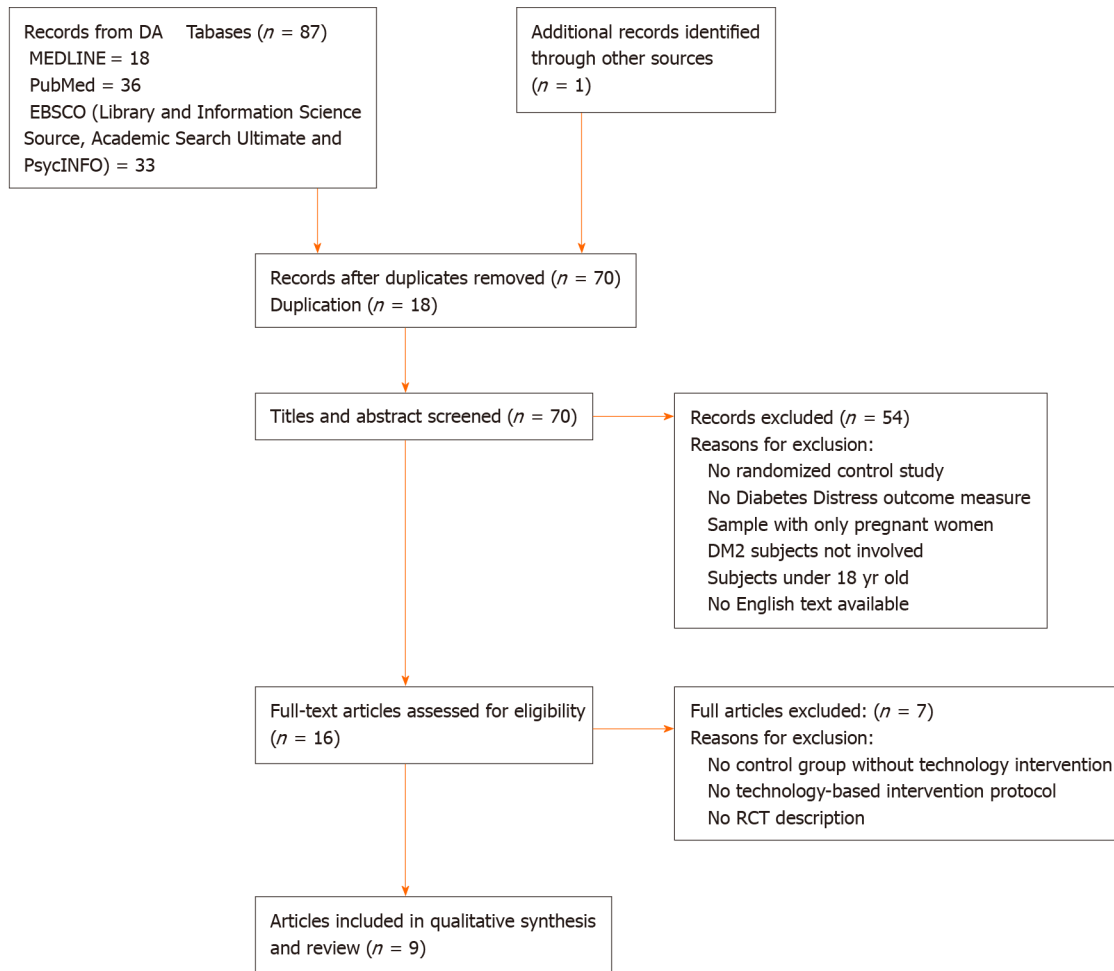 Records from DA Tabases (n = 87)
MEDLINE = 18
PubMed = 36
EBSCO (Library and Information Science
Source, Academic Search Ultimate and
PsycINFO) = 33
Additional records identified
through other sources
(n = 1)
Records after duplicates removed (n = 70)
Duplication (n = 18)
Titles and abstract screened (n = 70)
Records excluded (n = 54)
Reasons for exclusion:
No randomized control study
No Diabetes Distress outcome measure
Sample with only pregnant women
DM2 subjects not involved
Subjects under 18 yr old
No English text available
Full-text articles assessed for eligibility
(n = 16)
Full articles excluded: (n = 7)
Reasons for exclusion:
No control group without technology intervention
No technology-based intervention protocol
No RCT description
Articles included in qualitative synthesis
and review (n = 9)